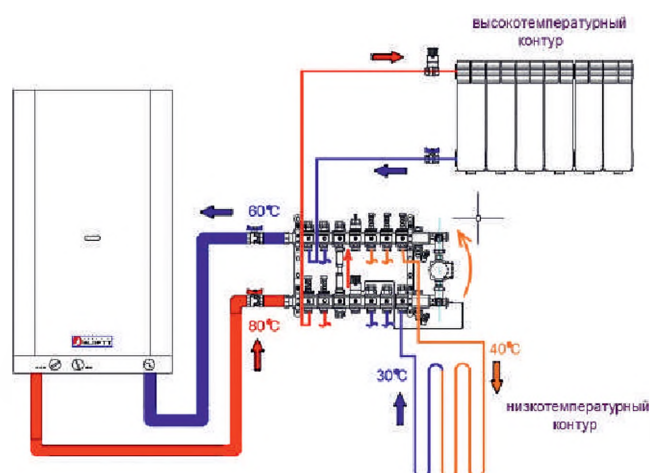 высокотемпературный
контур
60°C
80°C
40°C
30°C
низкотемпературный
контур